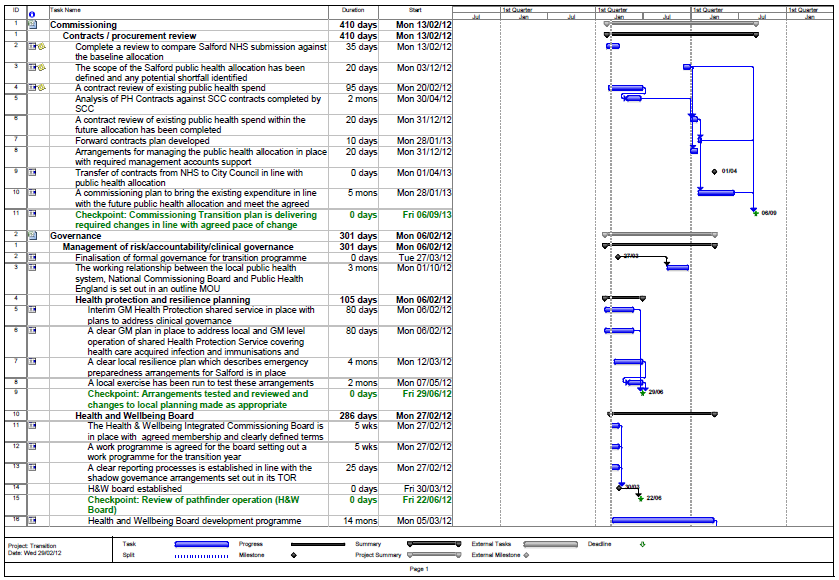 ID Task Name Duration Start 1st Quarter 1st Quarter 1st Quarter 1st Quarter
Jul Jan Jul Jan Jul Jan Jul Jan
1 Commissioning 410 days Mon 13/02/12
1 Contracts / procurement review 410 days Mon 13/02/12
2 Complete a review to compare Salford NHS submission against 35 days Mon 13/02/12
the baseline allocation
3 The scope of the Salford public health allocation has been 20 days Mon 03/12/12
defined and any potential shortfall identified
4 A contract review of existing public health spend 95 days Mon 20/02/12
5 Analysis of PH Contracts against SCC contracts completed by 2 mons Mon 30/04/12
SCC
6 A contract review of existing public health spend within the 20 days Mon 31/12/12
future allocation has been completed
7 Forward contracts plan developed 10 days Mon 28/01/13
8 Arrangements for managing the public health allocation in place 20 days Mon 31/12/12
with required management accounts support
9 Transfer of contracts from NHS to City Council in line with 0 days Mon 01/04/13 01/04
public health allocation
10 A commissioning plan to bring the existing expenditure in line 5 mons Mon 28/01/13
with the future public health allocation and meet the agreed
11 Checkpoint: Commissioning Transition plan is delivering 0 days Fri 06/09/13 06/09
required changes in line with agreed pace of change
2 Governance 301 days Mon 06/02/12
1 Management of risk/accountability/clinical governance 301 days Mon 06/02/12
2 Finalisation of formal governance for transition programme 0 days Tue 27/03/12 27/03
3 The working relationship between the local public health 3 mons Mon 01/10/12
system, National Commissioning Board and Public Health
England is set out in an outline MOU
4 Health protection and resilience planning 105 days Mon 06/02/12
5 Interim GM Health Protection shared service in place with 80 days Mon 06/02/12
plans to address clinical governance
6 A clear GM plan in place to address local and GM level 80 days Mon 06/02/12
operation of shared Health Protection Service covering
health care acquired infection and immunisations and
7 A clear local resilience plan which describes emergency 4 mons Mon 12/03/12
preparedness arrangements for Salford is in place
8 A local exercise has been run to test these arrangements 2 mons Mon 07/05/12
9 Checkpoint: Arrangements tested and reviewed and 0 days Fri 29/06/12 29/06
changes to local planning made as appropriate
10 Health and Wellbeing Board 286 days Mon 27/02/12
11 The Health & Wellbeing Integrated Commissioning Board is 5 wks Mon 27/02/12
in place with agreed membership and clearly defined terms
12 A work programme is agreed for the board setting out a 5 wks Mon 27/02/12
work programme for the transition year
13 A clear reporting processes is established in line with the 25 days Mon 27/02/12
shadow governance arrangements set out in its TOR
14 H&W board established 0 days Fri 30/03/12 30/03
15 Checkpoint: Review of pathfinder operation (H&W 0 days Fri 22/06/12 22/06
Board)
16 Health and Wellbeing Board development programme 14 mons Mon 05/03/12
Project: Transition
Date: Wed 29/02/12
Task Progress Summary External Tasks Deadline
Split Milestone Project Summary External Milestone
Page 1